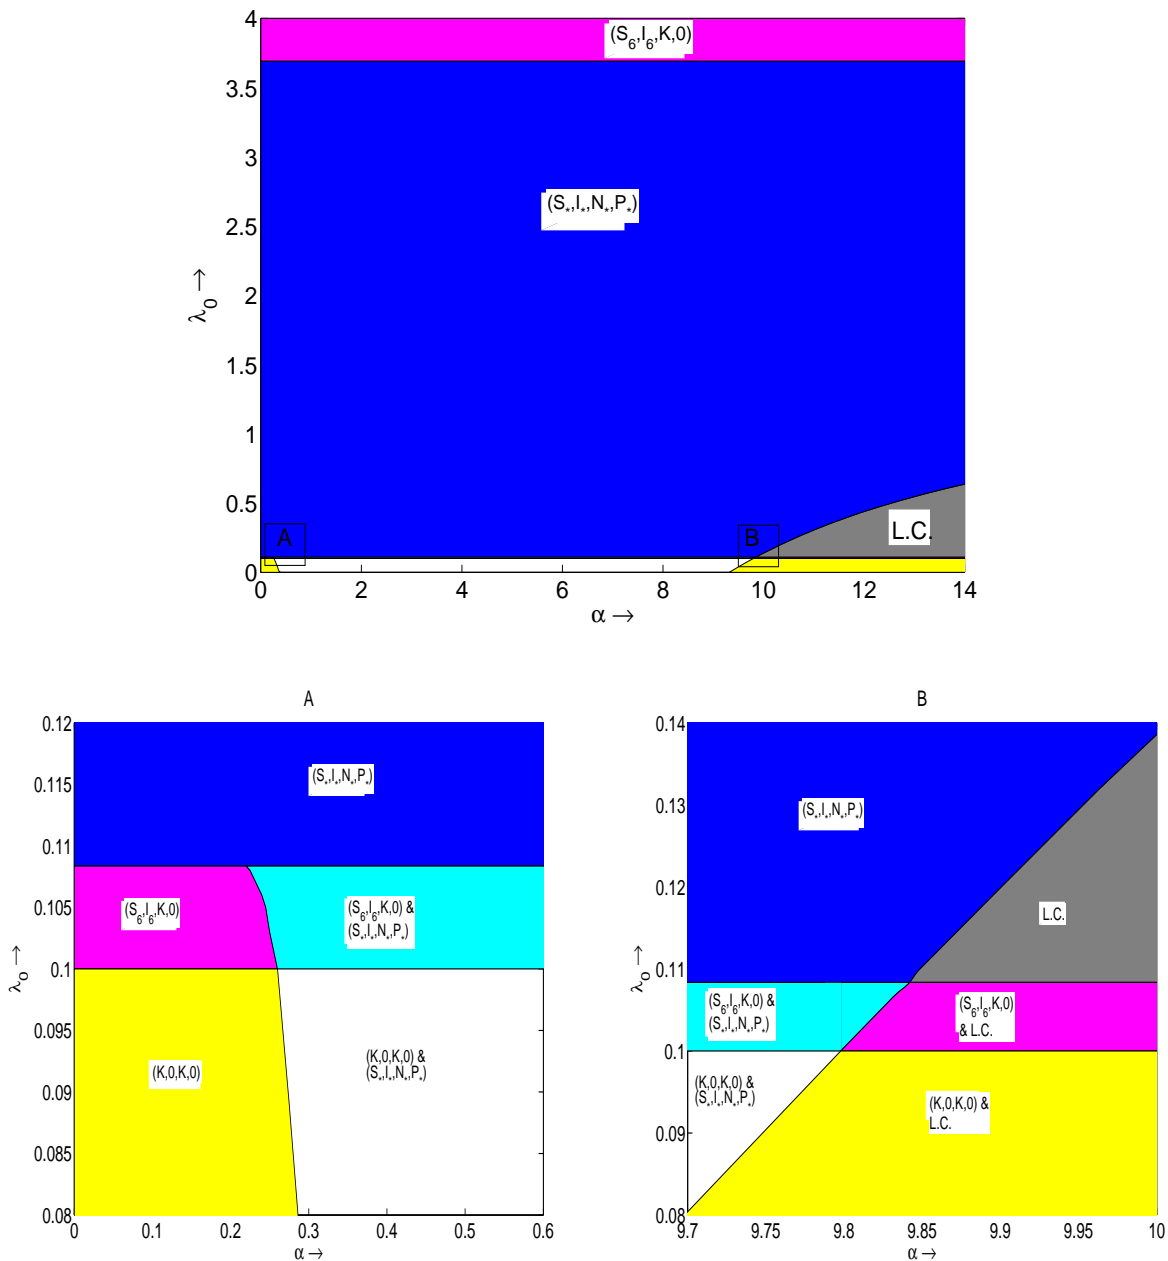 4
(S6,I6,K,0)
3.5
3
(S*,I*,N*,P*)
2.5
λ0 →
2
1.5
1
0.5
A
B
L.C.
0
0 2 4 6 8 10 12 14
α →
A
0.12
(S*,I*,N*,P*)
0.115
0.11
(S6,I6,K,0)
(S6,I6,K,0) &
(S*,I*,N*,P*)
0.105
λ0 →
0.1
0.095
(K,0,K,0)
(K,0,K,0) &
(S*,I*,N*,P*)
0.09
0.085
0.08
0 0.1 0.2 0.3 0.4 0.5 0.6
α →
B
0.14
0.13
(S*,I*,N*,P*)
0.12
L.C.
λ0 →
0.11
(S6,I6,K,0) &
(S*,I*,N*,P*)
(S6,I6,K,0)
& L.C.
0.1
(K,0,K,0) &
(S*,I*,N*,P*)
(K,0,K,0) &
L.C.
0.09
0.08
9.7 9.75 9.8 9.85 9.9 9.95 10
α →